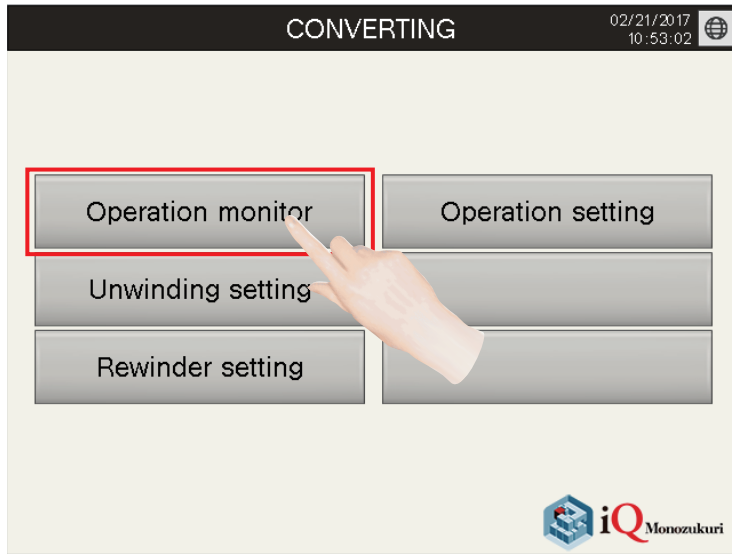 CONVERTING
02/21/2017
10:53:02
Operation monitor
Operation setting
Unwinding setting
Rewinder setting
iQ Monozukuri